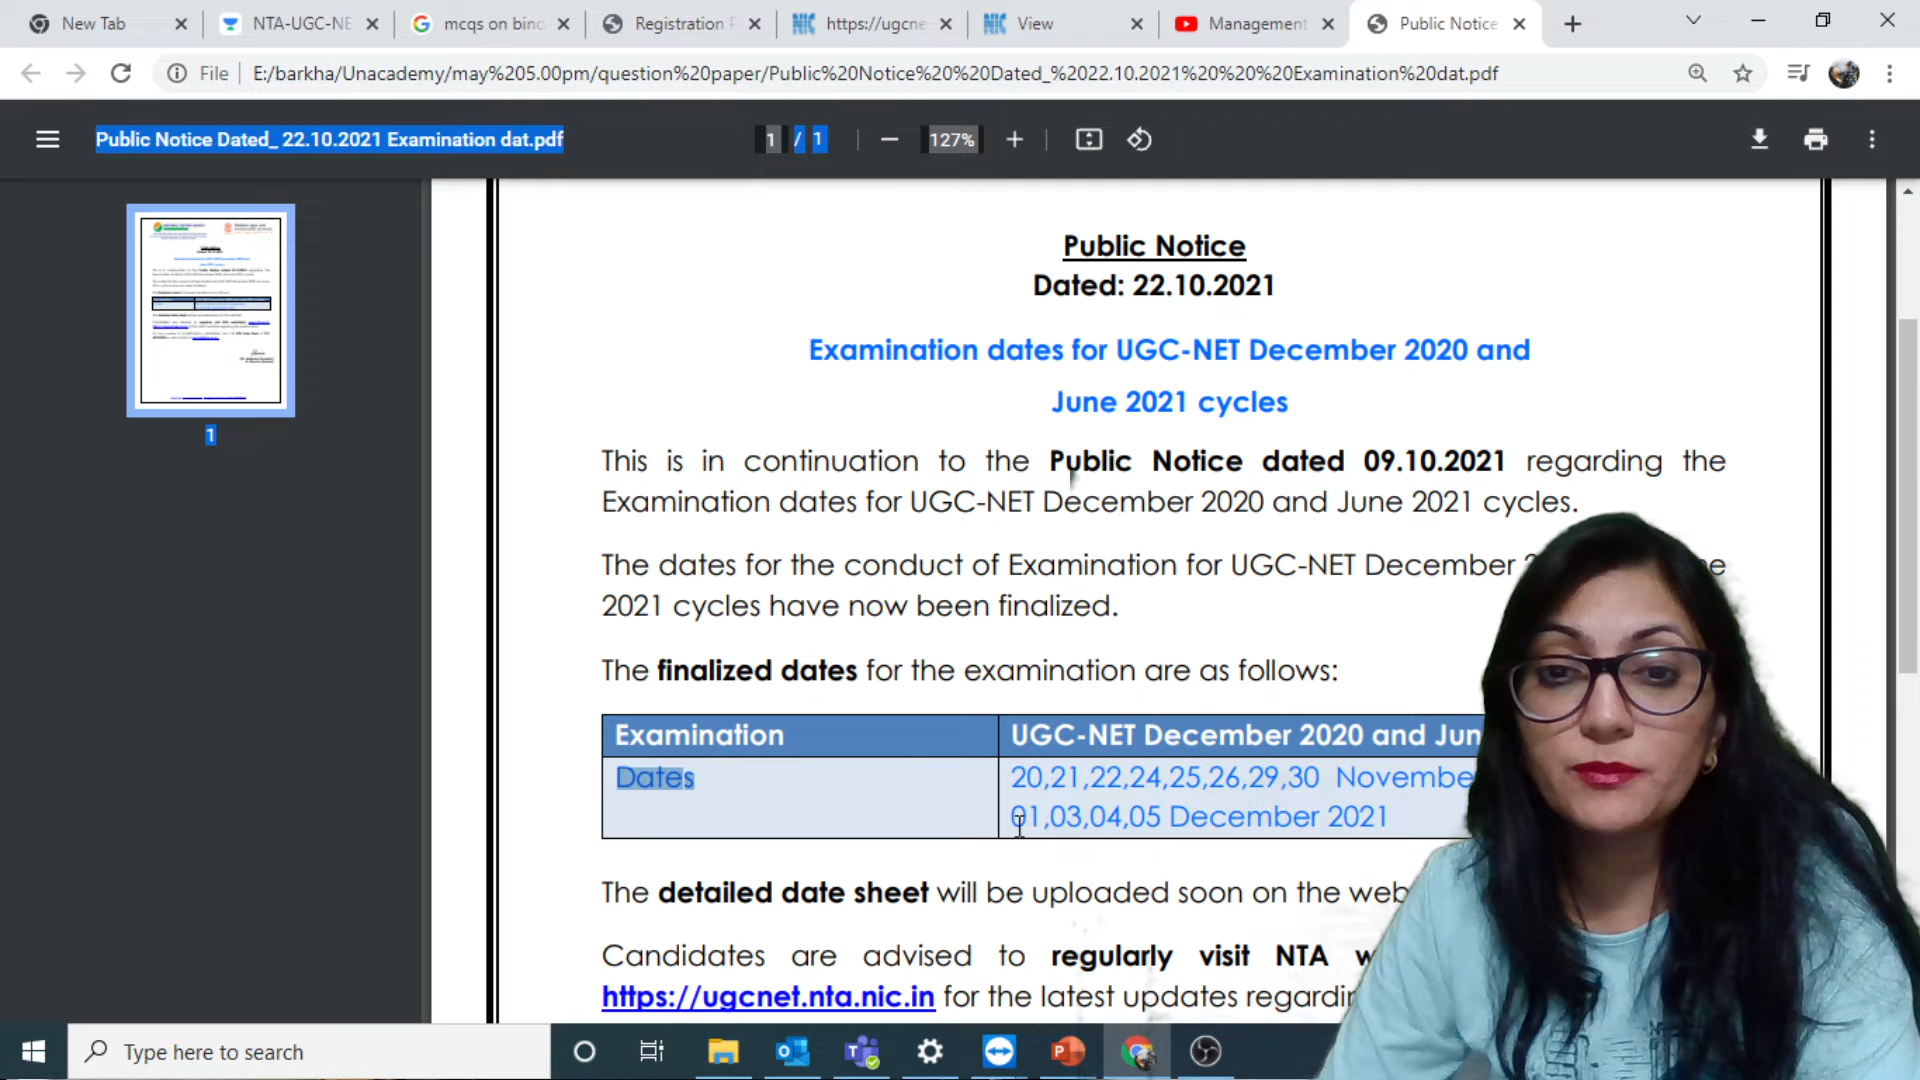 New Tab
NTA-UGC-NE
mcqs on bino
Registration
https://ugcne
View
Management
Public Notice
File
E:/barkha/Unacademy/may%205.00pm/question%20paper/Public%20Notice%20%20Dated_%2022.10.2021%20%20%20Examination%20dat.pdf
Public Notice Dated_ 22.10.2021 Examination dat.pdf
1 / 1
127%
Public Notice
Dated: 22.10.2021
Examination dates for UGC-NET December 2020 and
June 2021 cycles
This is in continuation to the Public Notice dated 09.10.2021 regarding the
Examination dates for UGC-NET December 2020 and June 2021 cycles.
The dates for the conduct of Examination for UGC-NET December
2021 cycles have now been finalized.
The finalized dates for the examination are as follows:
Examination UGC-NET December 2020 and Jun
Dates 20,21,22,24,25,26,29,30 Novembe
01,03,04,05 December 2021
The detailed date sheet will be uploaded soon on the web
Candidates are advised to regularly visit NTA w
https://ugcnet.nta.nic.in for the latest updates regardin
1
Type here to search